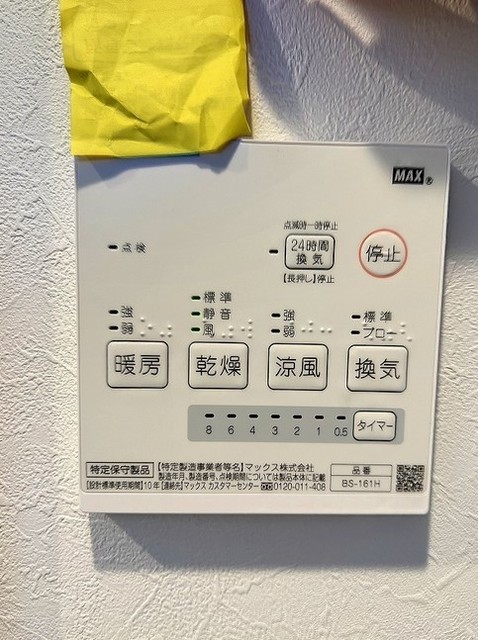 MAX®
点滅時一時停止
点検
24時間
換気
停止
【長押し】停止
強
弱
標準
静音
風
強
弱
標準
フロー
暖房
乾燥
涼風
換気
8 6 4 3 2 1 0.5
タイマー
特定保守製品 【特定製造事業者等名】マックス株式会社
製造年月、製造番号、点検期間については製品本体に記載
【設計標準使用期間】10年【連絡先】マックス カスタマーセンター 0120-011-408
品番
BS-161H